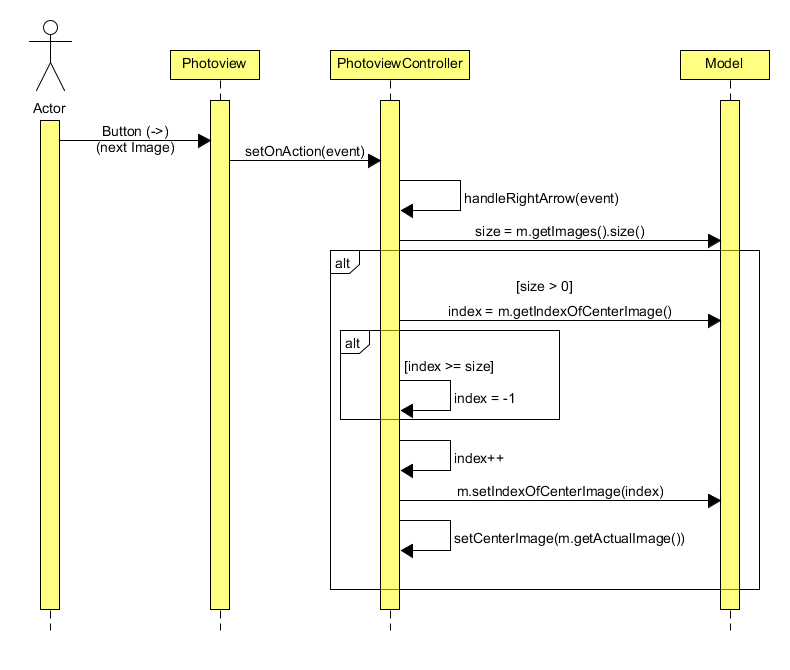 Photoview
PhotoviewController
Model
Actor
Button (->)
(next Image)
setOnAction(event)
handleRightArrow(event)
size = m.getImages().size()
alt
[size > 0]
index = m.getIndexOfCenterImage()
alt
[index >= size]
index = -1
index++
m.setIndexOfCenterImage(index)
setCenterImage(m.getActualImage())